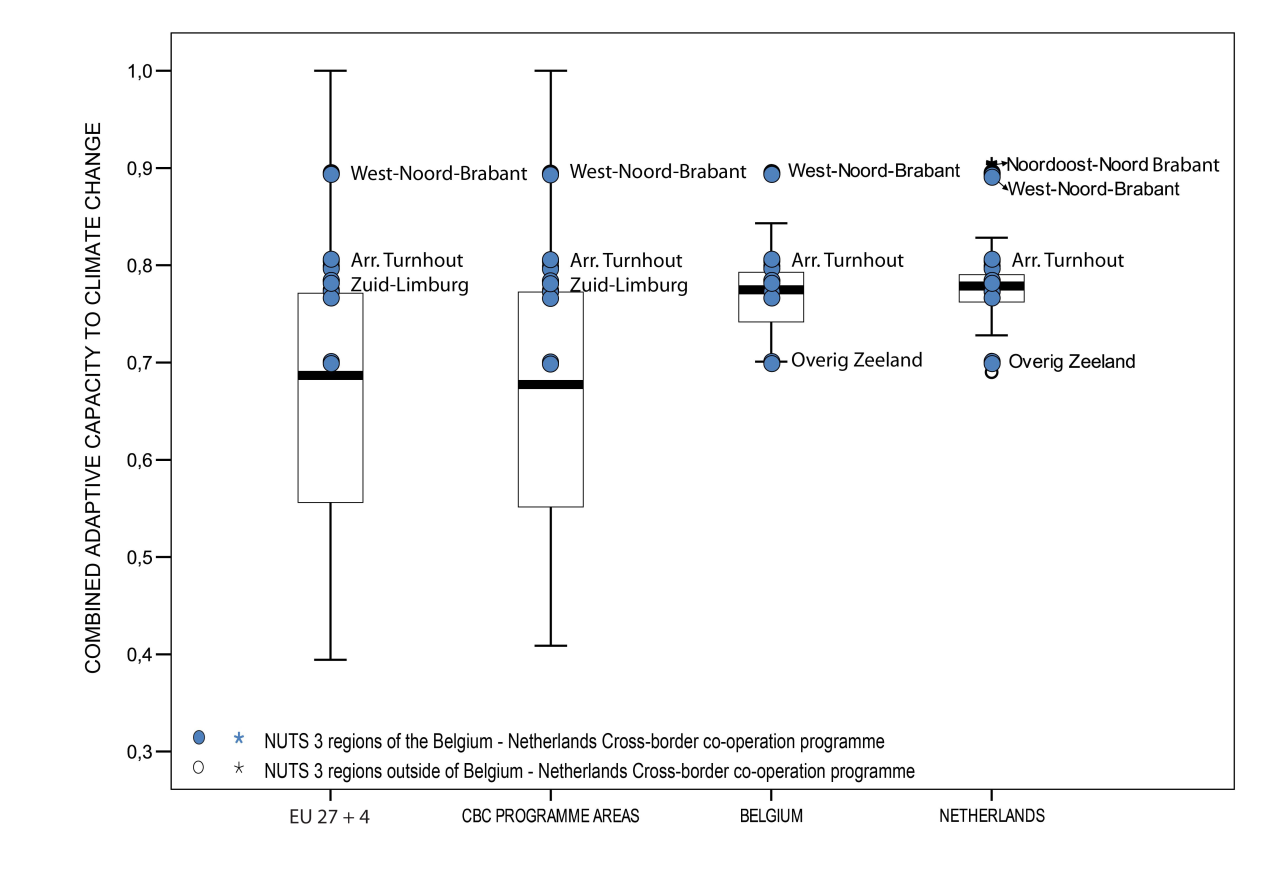 COMBINED ADAPTIVE CAPACITY TO CLIMATE CHANGE
1,0
0,9
0,8
0,7
0,6
0,5
0,4
0,3
West-Noord-Brabant
Arr. Turnhout
Zuid-Limburg
West-Noord-Brabant
Arr. Turnhout
Zuid-Limburg
West-Noord-Brabant
Arr. Turnhout
Overig Zeeland
Noordoost-Noord Brabant
West-Noord-Brabant
Arr. Turnhout
Overig Zeeland
NUTS 3 regions of the Belgium - Netherlands Cross-border co-operation programme
NUTS 3 regions outside of Belgium - Netherlands Cross-border co-operation programme
EU 27 + 4
CBC PROGRAMME AREAS
BELGIUM
NETHERLANDS